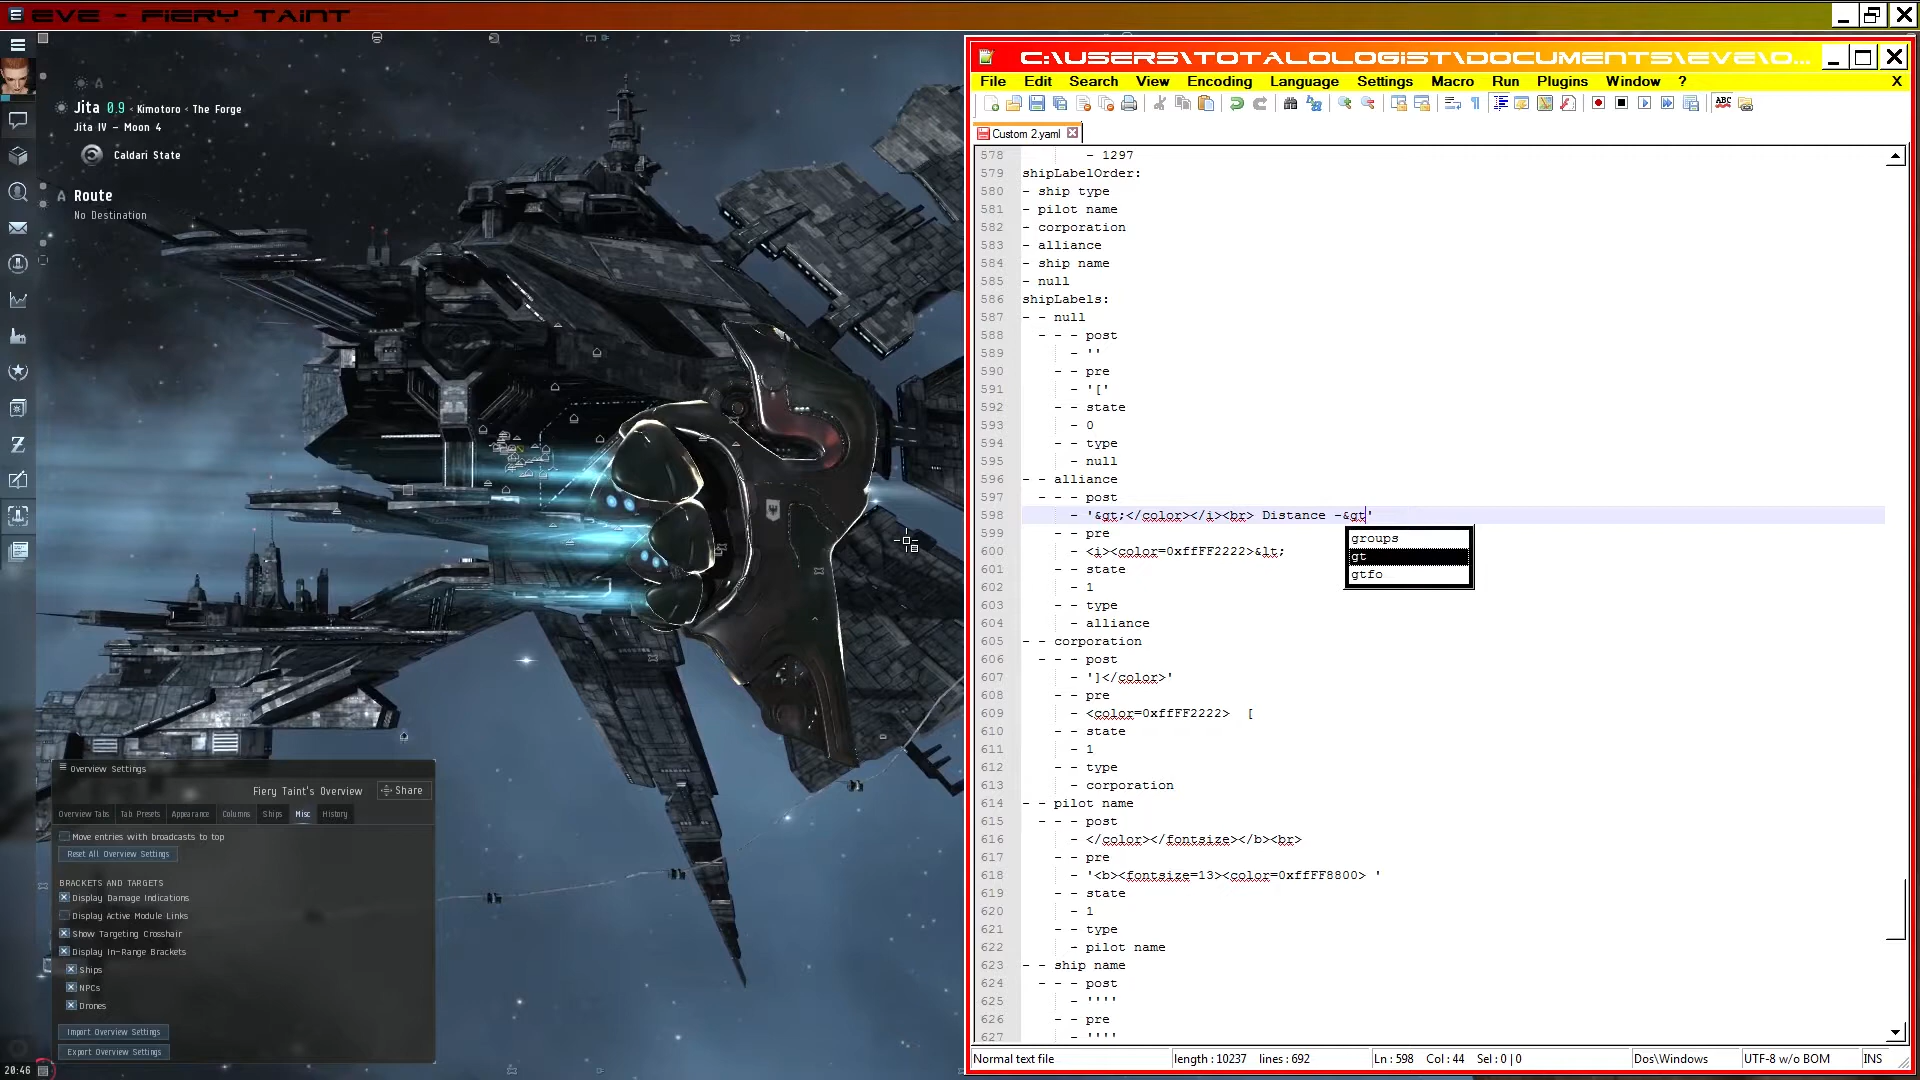 EVE - Fiery Taint
A
Jita 0.9 < Kimotoro < The Forge
Jita IV - Moon 4
Caldari State
A Route
No Destination
Overview Settings
Fiery Taint's Overview
Share
Overview Tabs Tab Presets Appearance Columns Ships Misc History
Move entries with broadcasts to top
Reset All Overview Settings
BRACKETS AND TARGETS
Display Damage Indications
Display Active Module Links
Show Targeting Crosshair
Display In-Range Brackets
Ships
NPCs
Drones
Import Overview Settings
Export Overview Settings
20:46
C:\USERS\TOTALOLOGIST\DOCUMENTS\EVE\O...
File Edit Search View Encoding Language Settings Macro Run Plugins Window ? X
ABC
Custom 2.yaml
578 - 1297
579 shipLabelOrder:
580 - ship type
581 - pilot name
582 - corporation
583 - alliance
584 - ship name
585 - null
586 shipLabels:
587 - - null
588 - - - post
589 - ''
590 - - pre
591 - '['
592 - - state
593 - 0
594 - - type
595 - null
596 - - alliance
597 - - - post
598 - '&gt;</color></i><br> Distance -&gt'
599 - - pre
600 - <i><color=0xffFF2222>&lt;
601 - - state
602 - 1
603 - - type
604 - alliance
605 - - corporation
606 - - - post
607 - ']</color>'
608 - - pre
609 - <color=0xffFF2222>  [
610 - - state
611 - 1
612 - - type
613 - corporation
614 - - pilot name
615 - - - post
616 - </color></fontsize></b><br>
617 - - pre
618 - '<b><fontsize=13><color=0xffFF8800> '
619 - - state
620 - 1
621 - - type
622 - pilot name
623 - - ship name
624 - - - post
625 - ''''
626 - - pre
627 - ''''
groups
gt
gtfo
Normal text file length : 10237 lines : 692 Ln : 598 Col : 44 Sel : 0 | 0 Dos\Windows UTF-8 w/o BOM INS